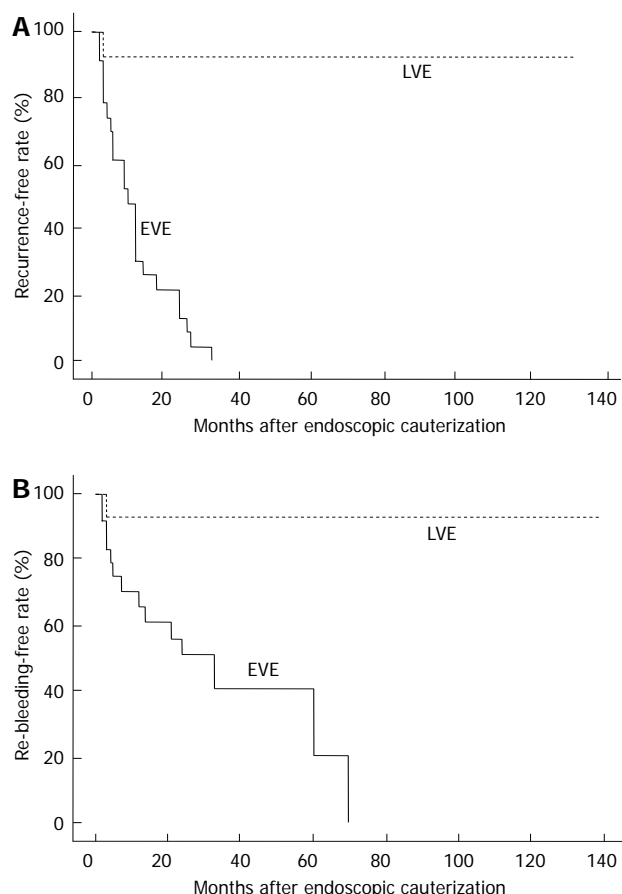 A
Recurrence-free rate (%)
100
80
60
40
20
0
LVE
EVE
0 20 40 60 80 100 120 140
Months after endoscopic cauterization
B
Re-bleeding-free rate (%)
100
80
60
40
20
0
LVE
EVE
0 20 40 60 80 100 120 140
Months after endoscopic cauterization